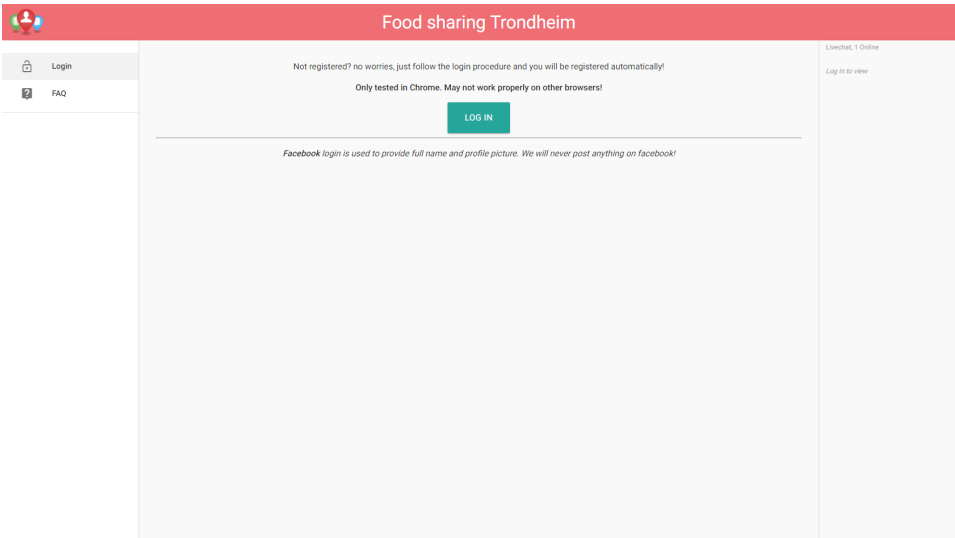 Food sharing Trondheim
Login
FAQ
Not registered? no worries, just follow the login procedure and you will be registered automatically!
Only tested in Chrome. May not work properly on other browsers!
LOG IN
Facebook login is used to provide full name and profile picture. We will never post anything on facebook!
Livechat, 1 Online
Log in to view